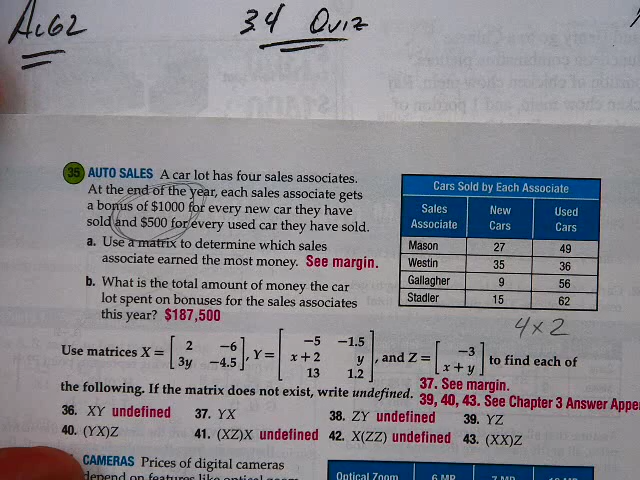 ALG2 3.4 Quiz
35 AUTO SALES A car lot has four sales associates.
At the end of the year, each sales associate gets
a bonus of $1000 for every new car they have
sold and $500 for every used car they have sold.
a. Use a matrix to determine which sales
associate earned the most money. See margin.
b. What is the total amount of money the car
lot spent on bonuses for the sales associates
this year? $187,500
Cars Sold by Each Associate
Sales Associate New Cars Used Cars
Mason 27 49
Westin 35 36
Gallagher 9 56
Stadler 15 62
4 x 2
Use matrices X = [2 -6 3y -4.5], Y = [-5 -1.5 x + 2 y 13 1.2], and Z = [-3 x + y] to find each of
the following. If the matrix does not exist, write undefined.
37. See margin.
39, 40, 43. See Chapter 3 Answer
36. XY undefined 37. YX 38. ZY undefined 39. YZ
40. (YX)Z 41. (XZ)X undefined 42. X(ZZ) undefined 43. (XX)Z
CAMERAS Prices of digital cameras
depend on features like optical
Optical Zoom 6 MP 7 MP